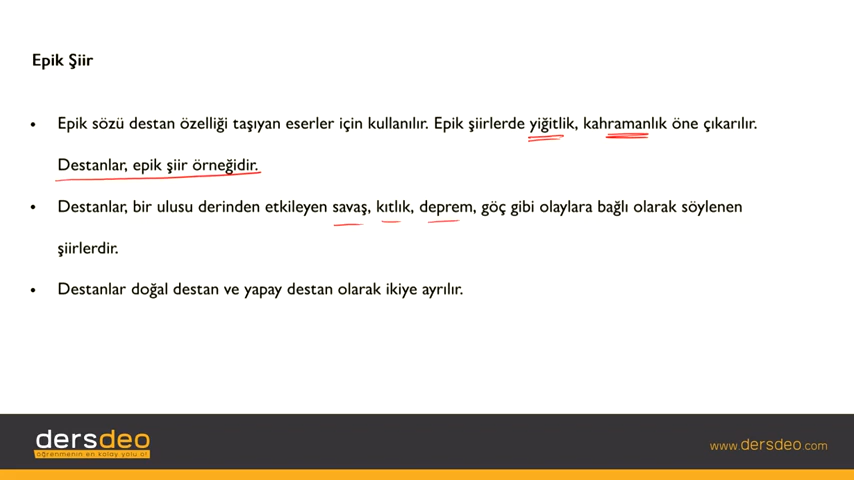 Epik Şiir
• Epik sözü destan özelliği taşıyan eserler için kullanılır. Epik şiirlerde yiğitlik, kahramanlık öne çıkarılır.
Destanlar, epik şiir örneğidir.
• Destanlar, bir ulusu derinden etkileyen savaş, kıtlık, deprem, göç gibi olaylara bağlı olarak söylenen
şiirlerdir.
• Destanlar doğal destan ve yapay destan olarak ikiye ayrılır.
dersdeo
öğrenmenin en kolay yolu o!
www.dersdeo.com